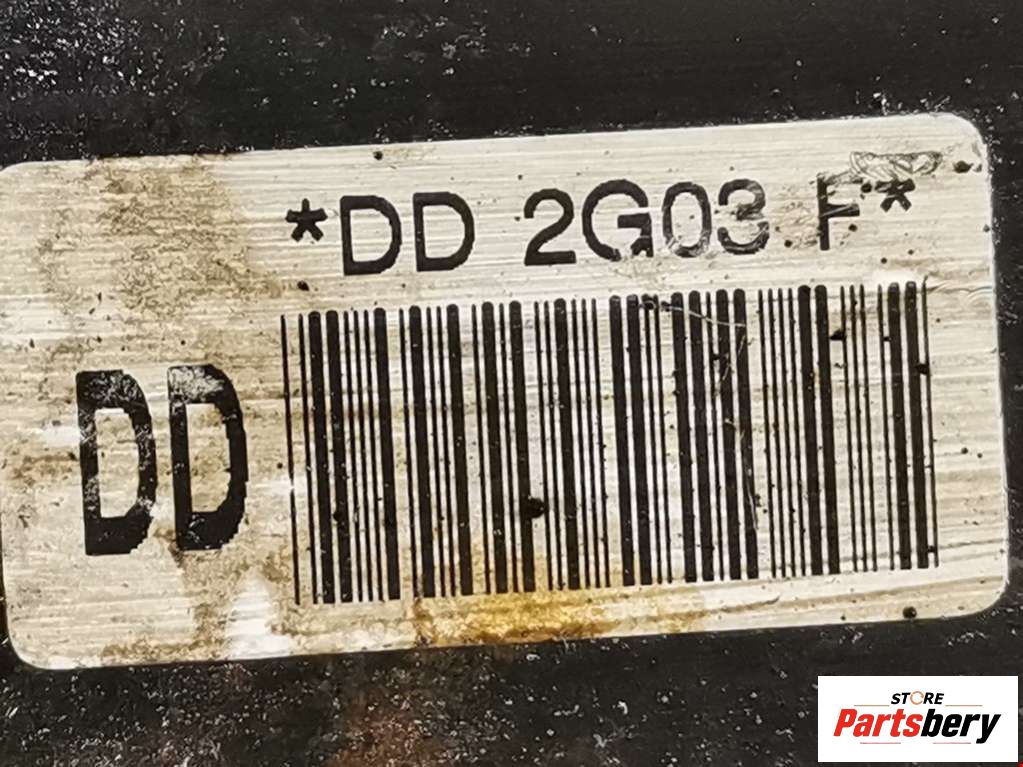 *DD 2G03 F*
DD
STORE
Partsbery